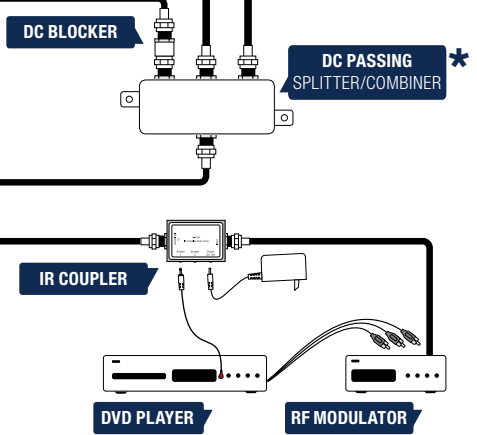 DC BLOCKER
DC PASSING *
SPLITTER/COMBINER
IR COUPLER
DVD PLAYER
RF MODULATOR